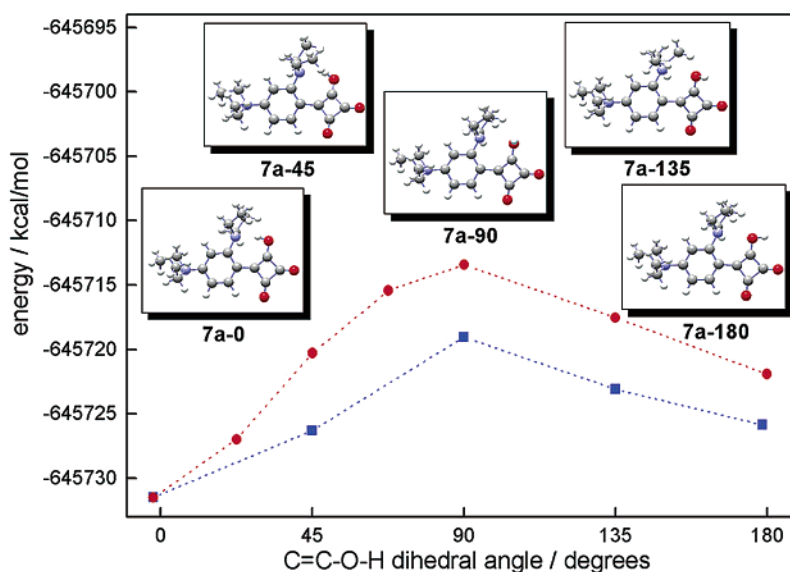 energy / kcal/mol
-645695
-645700
-645705
-645710
-645715
-645720
-645725
-645730
7a-45
7a-135
7a-90
7a-0
7a-180
0 45 90 135 180
C=C-O-H dihedral angle / degrees